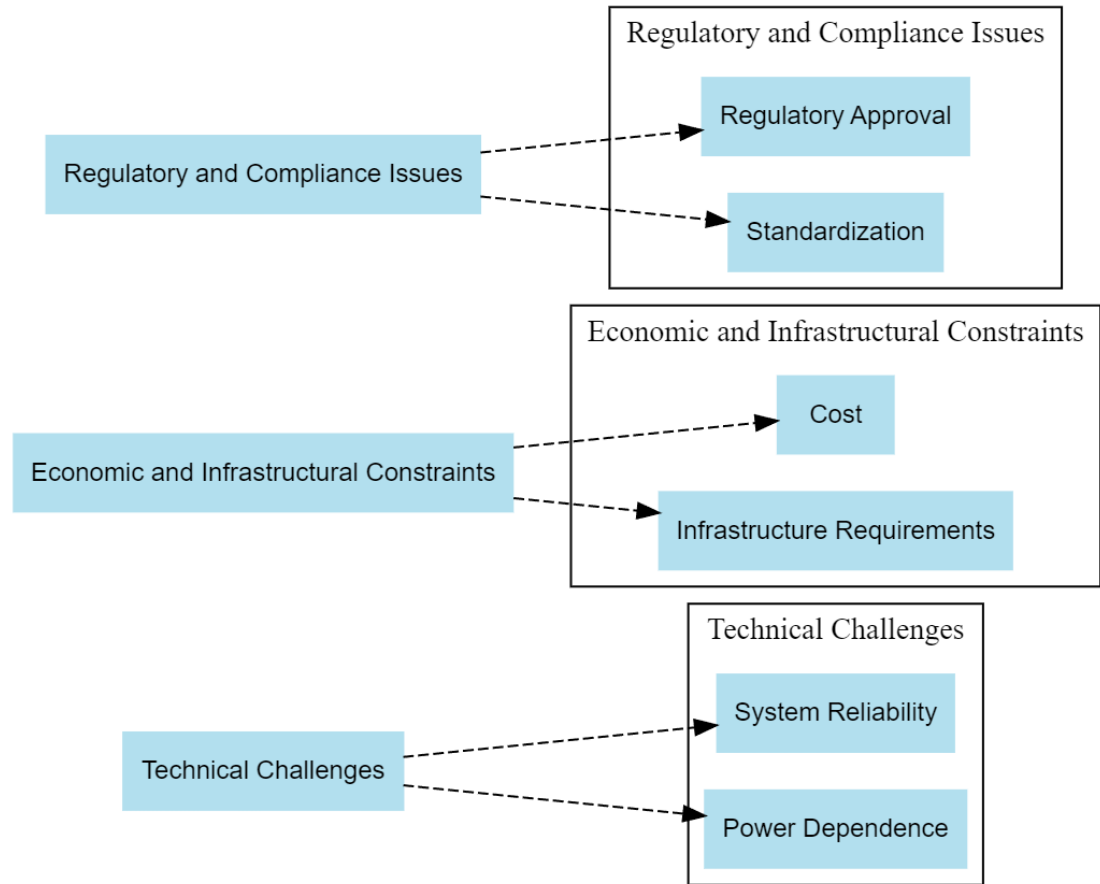 Regulatory and Compliance Issues
Regulatory Approval
Regulatory and Compliance Issues
Standardization
Economic and Infrastructural Constraints
Cost
Economic and Infrastructural Constraints
Infrastructure Requirements
Technical Challenges
System Reliability
Technical Challenges
Power Dependence